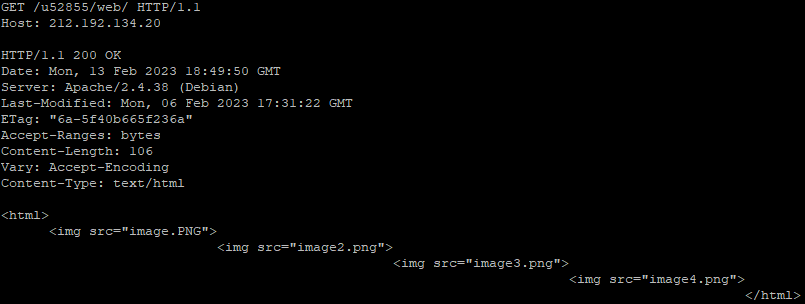 GET /u52855/web/ HTTP/1.1
Host: 212.192.134.20

HTTP/1.1 200 OK
Date: Mon, 13 Feb 2023 18:49:50 GMT
Server: Apache/2.4.38 (Debian)
Last-Modified: Mon, 06 Feb 2023 17:31:22 GMT
ETag: "6a-5f40b665f236a"
Accept-Ranges: bytes
Content-Length: 106
Vary: Accept-Encoding
Content-Type: text/html

<html>
<img src="image.PNG">
<img src="image2.png">
<img src="image3.png">
<img src="image4.png">
</html>